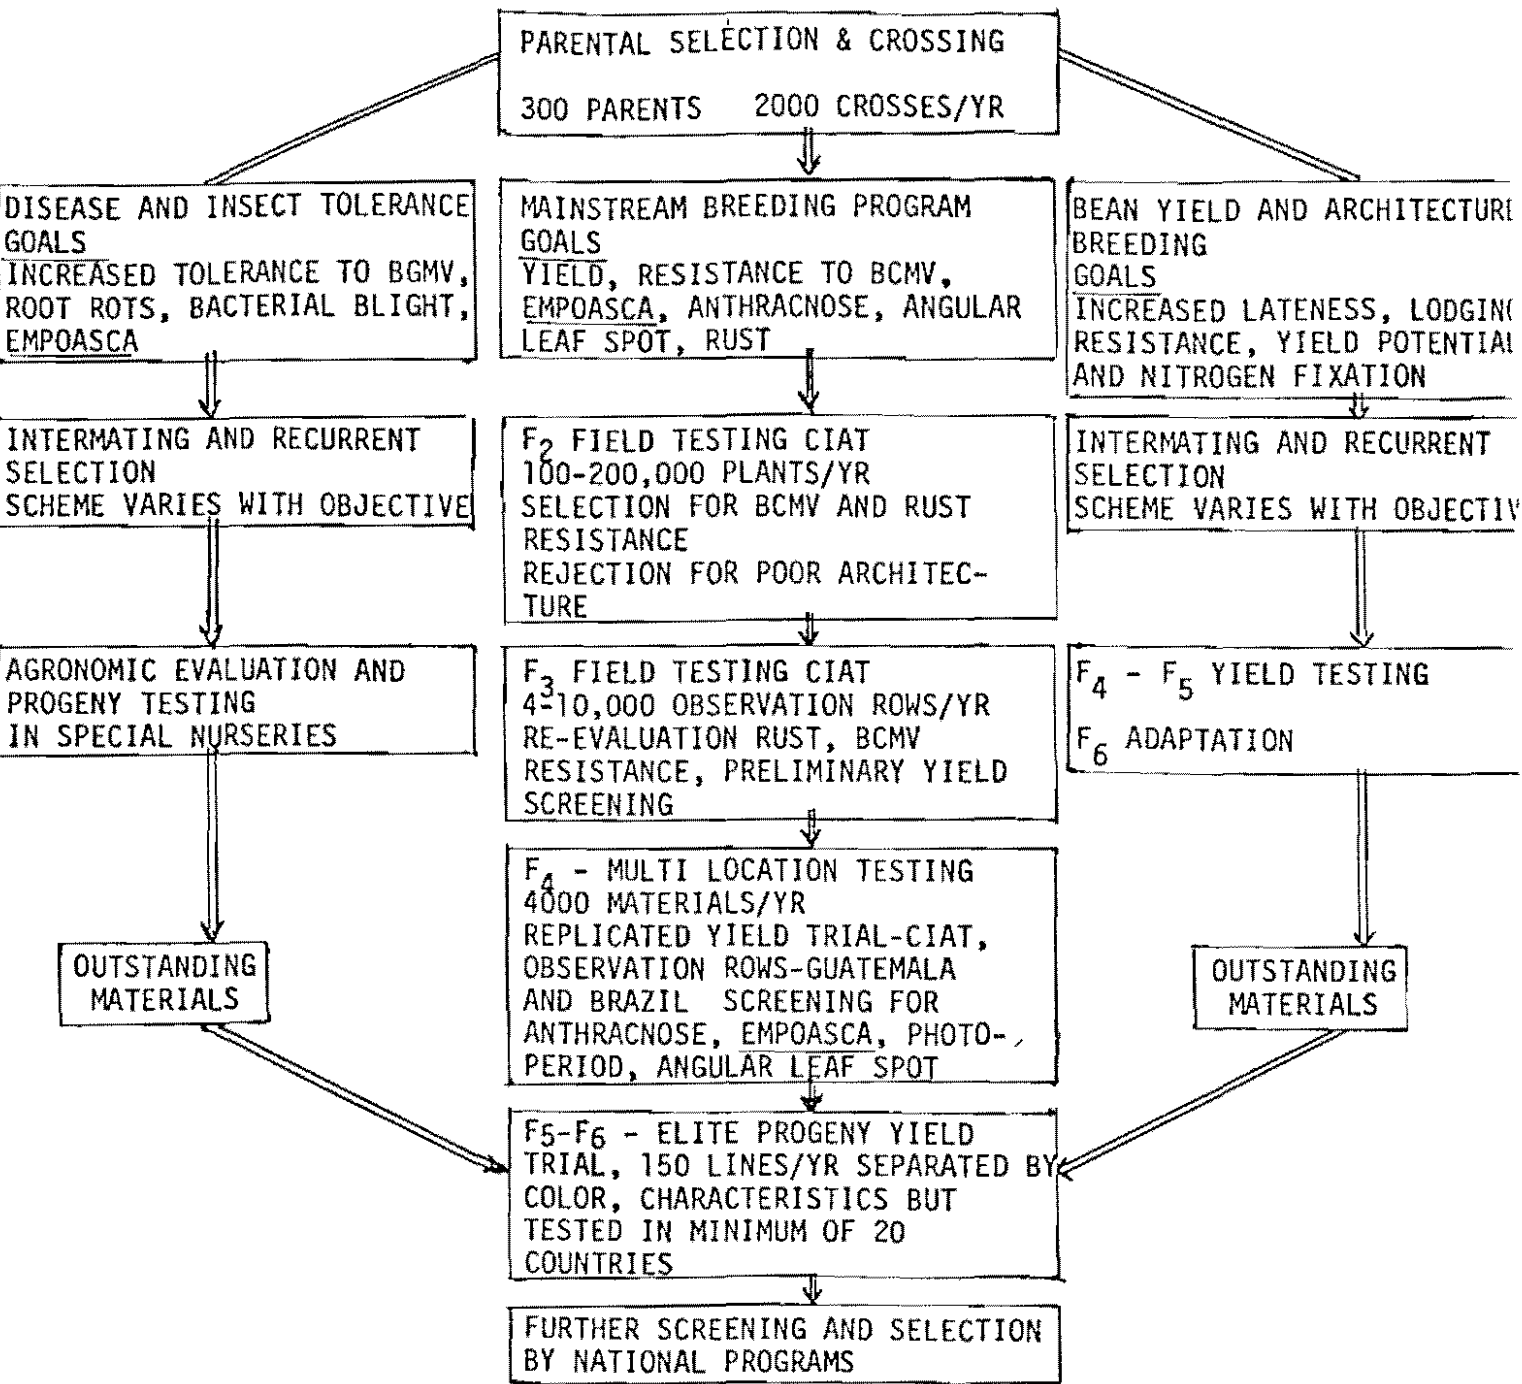 PARENTAL SELECTION & CROSSING
300 PARENTS 2000 CROSSES/YR
DISEASE AND INSECT TOLERANCE
GOALS
INCREASED TOLERANCE TO BGMV,
ROOT ROTS, BACTERIAL BLIGHT,
EMPOASCA
MAINSTREAM BREEDING PROGRAM
GOALS
YIELD, RESISTANCE TO BCMV,
EMPOASCA, ANTHRACNOSE, ANGULAR
LEAF SPOT, RUST
BEAN YIELD AND ARCHITECTUR
BREEDING
GOALS
INCREASED LATENESS, LODGIN
RESISTANCE, YIELD POTENTIA
AND NITROGEN FIXATION
INTERMATING AND RECURRENT
SELECTION
SCHEME VARIES WITH OBJECTIVE
F2 FIELD TESTING CIAT
100-200,000 PLANTS/YR
SELECTION FOR BCMV AND RUST
RESISTANCE
REJECTION FOR POOR ARCHITEC-
TURE
INTERMATING AND RECURRENT
SELECTION
SCHEME VARIES WITH OBJECTIV
AGRONOMIC EVALUATION AND
PROGENY TESTING
IN SPECIAL NURSERIES
F3 FIELD TESTING CIAT
4-10,000 OBSERVATION ROWS/YR
RE-EVALUATION RUST, BCMV
RESISTANCE, PRELIMINARY YIELD
SCREENING
F4 - F5 YIELD TESTING
F6 ADAPTATION
F4 - MULTI LOCATION TESTING
4000 MATERIALS/YR
REPLICATED YIELD TRIAL-CIAT,
OBSERVATION ROWS-GUATEMALA
AND BRAZIL SCREENING FOR
ANTHRACNOSE, EMPOASCA, PHOTO-
PERIOD, ANGULAR LEAF SPOT
OUTSTANDING
MATERIALS
OUTSTANDING
MATERIALS
F5-F6 - ELITE PROGENY YIELD
TRIAL, 150 LINES/YR SEPARATED BY
COLOR, CHARACTERISTICS BUT
TESTED IN MINIMUM OF 20
COUNTRIES
FURTHER SCREENING AND SELECTION
BY NATIONAL PROGRAMS